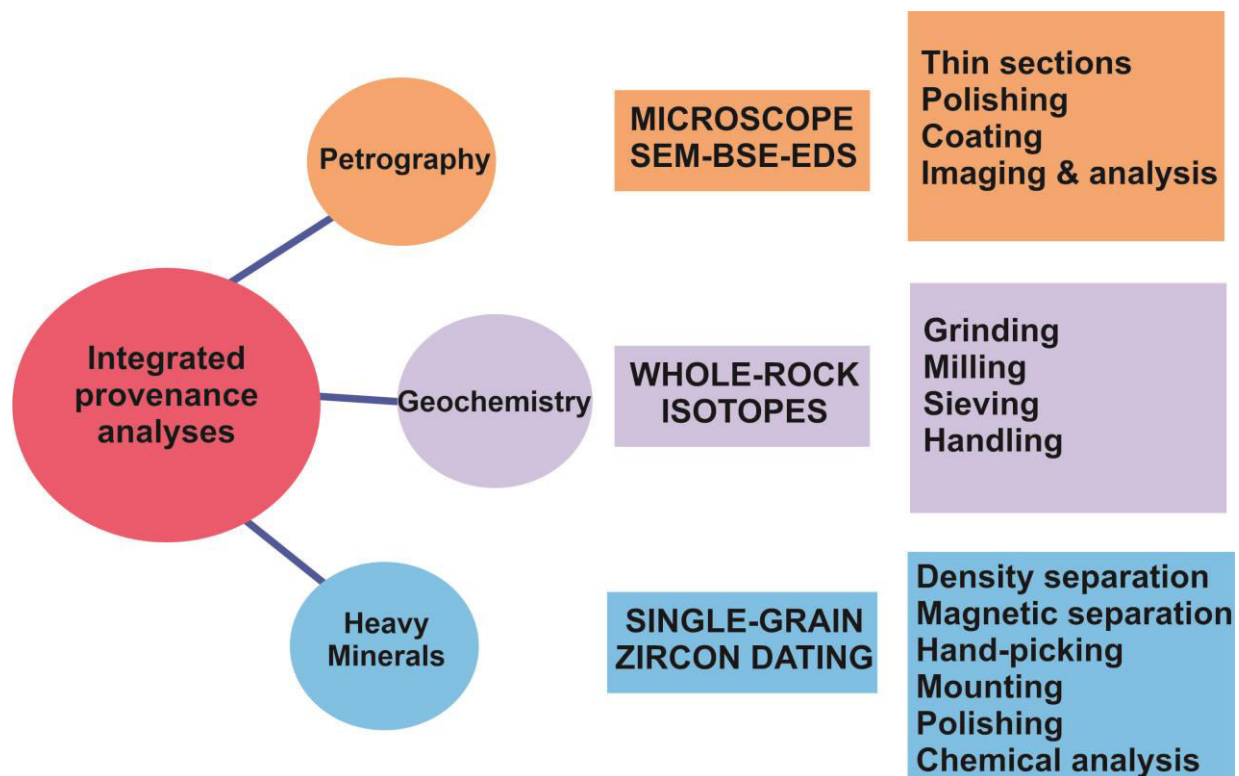 Integrated
provenance
analyses
Petrography
MICROSCOPE
SEM-BSE-EDS
Thin sections
Polishing
Coating
Imaging & analysis
Geochemistry
WHOLE-ROCK
ISOTOPES
Grinding
Milling
Sieving
Handling
Heavy
Minerals
SINGLE-GRAIN
ZIRCON DATING
Density separation
Magnetic separation
Hand-picking
Mounting
Polishing
Chemical analysis